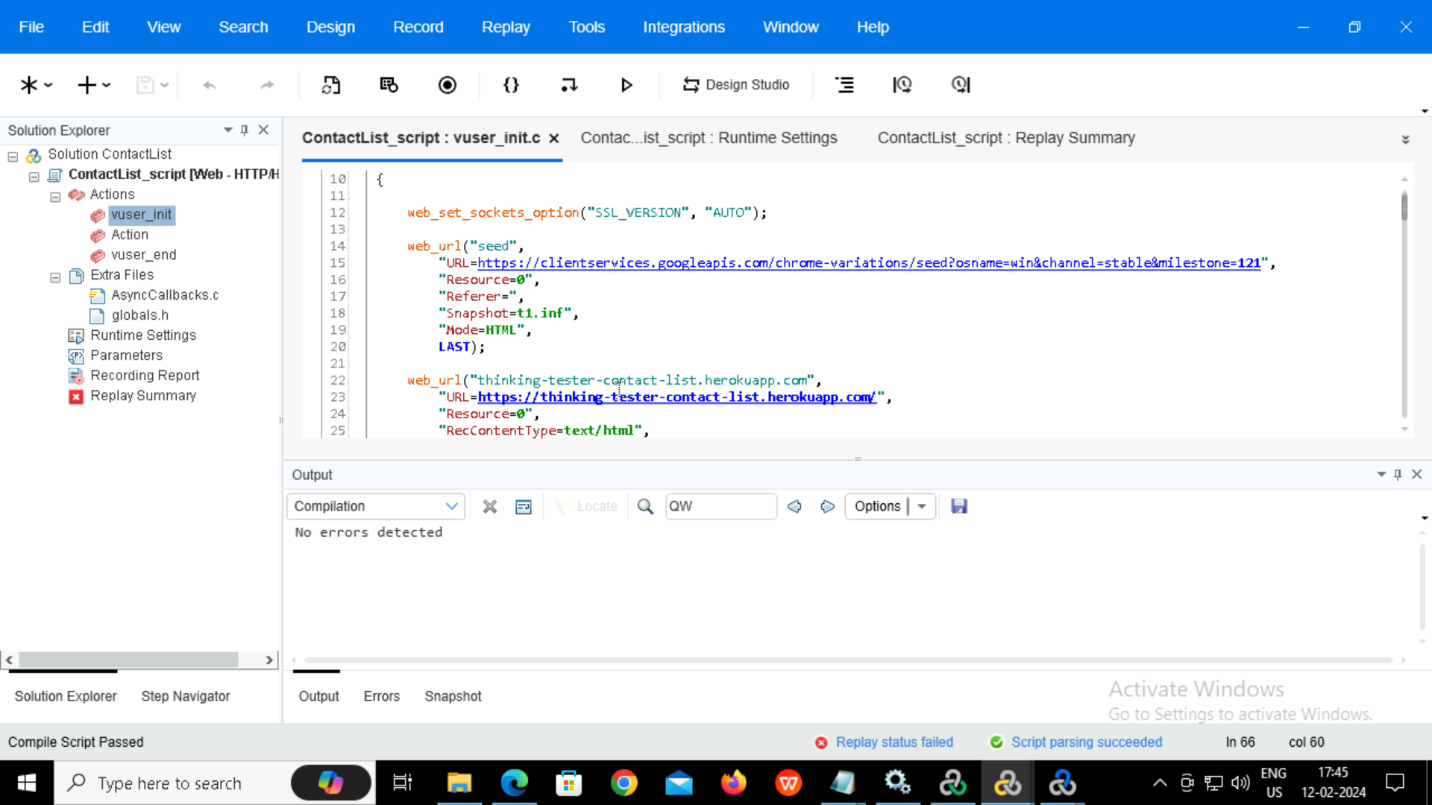 File Edit View Search Design Record Replay Tools Integrations Window Help
{} Design Studio
Solution Explorer
Solution ContactList
ContactList_script [Web - HTTP/H
Actions
vuser_init
Action
vuser_end
Extra Files
AsyncCallbacks.c
globals.h
Runtime Settings
Parameters
Recording Report
Replay Summary
Solution Explorer Step Navigator
ContactList_script : vuser_init.c × Contac...ist_script : Runtime Settings ContactList_script : Replay Summary
10 {
11
12 web_set_sockets_option("SSL_VERSION", "AUTO");
13
14 web_url("seed",
15 "URL=https://clientservices.googleapis.com/chrome-variations/seed?osname=win&channel=stable&milestone=121",
16 "Resource=0",
17 "Referer=",
18 "Snapshot=t1.inf",
19 "Mode=HTML",
20 LAST);
21
22 web_url("thinking-tester-contact-list.herokuapp.com",
23 "URL=https://thinking-tester-contact-list.herokuapp.com/",
24 "Resource=0",
25 "RecContentType=text/html",
Output
Compilation Locate QW Options
No errors detected
Output Errors Snapshot
Activate Windows
Go to Settings to activate Windows.
Compile Script Passed Replay status failed Script parsing succeeded ln 66 col 60
Type here to search
ENG
US
17:45
12-02-2024